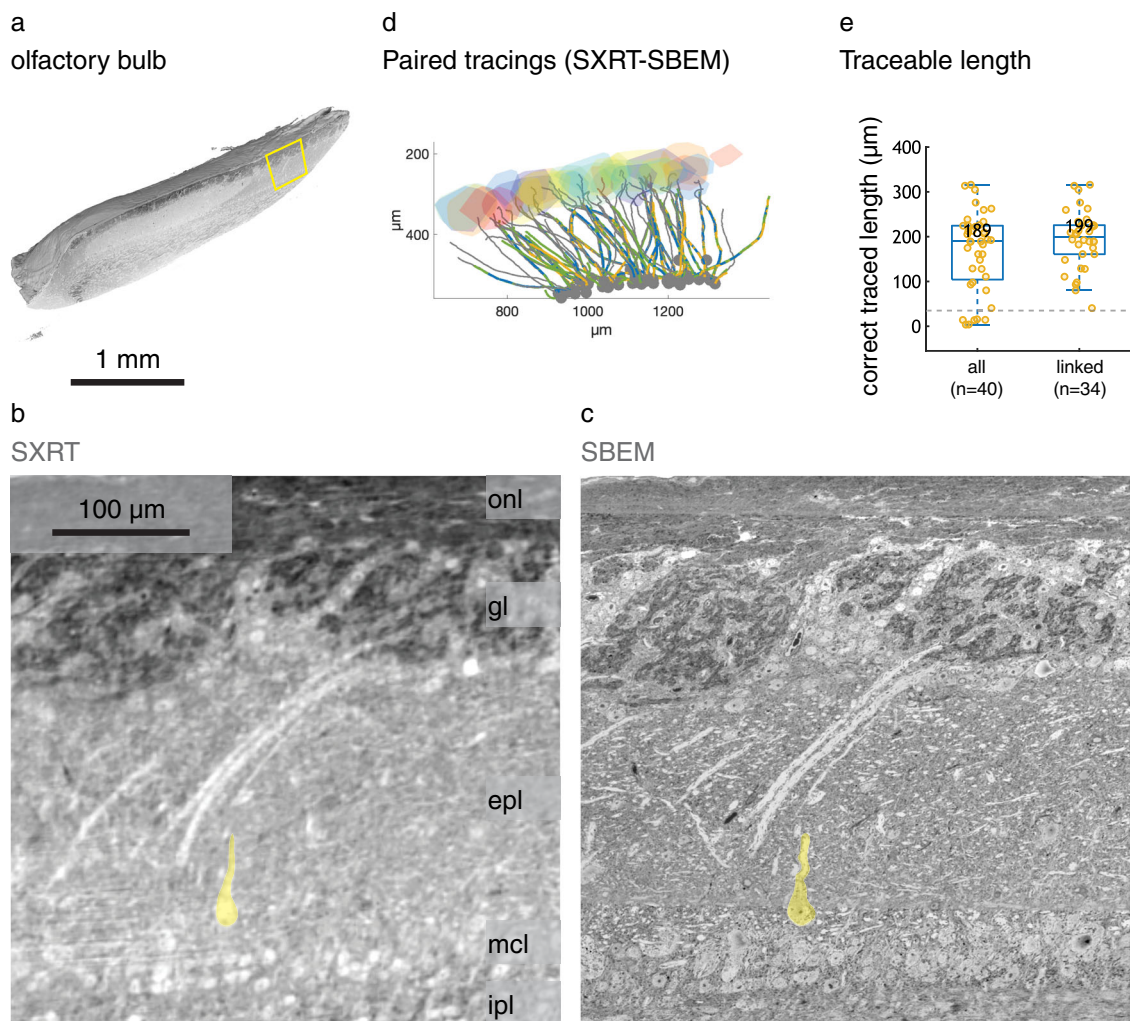 a
olfactory bulb
1 mm
d
Paired tracings (SXRT-SBEM)
200
400
µm
800
1000
1200
µm
e
Traceable length
correct traced length (µm)
400
300
200
100
0
189
199
all
(n=40)
linked
(n=34)
b
SXRT
100 µm
onl
gl
epl
mcl
ipl
c
SBEM